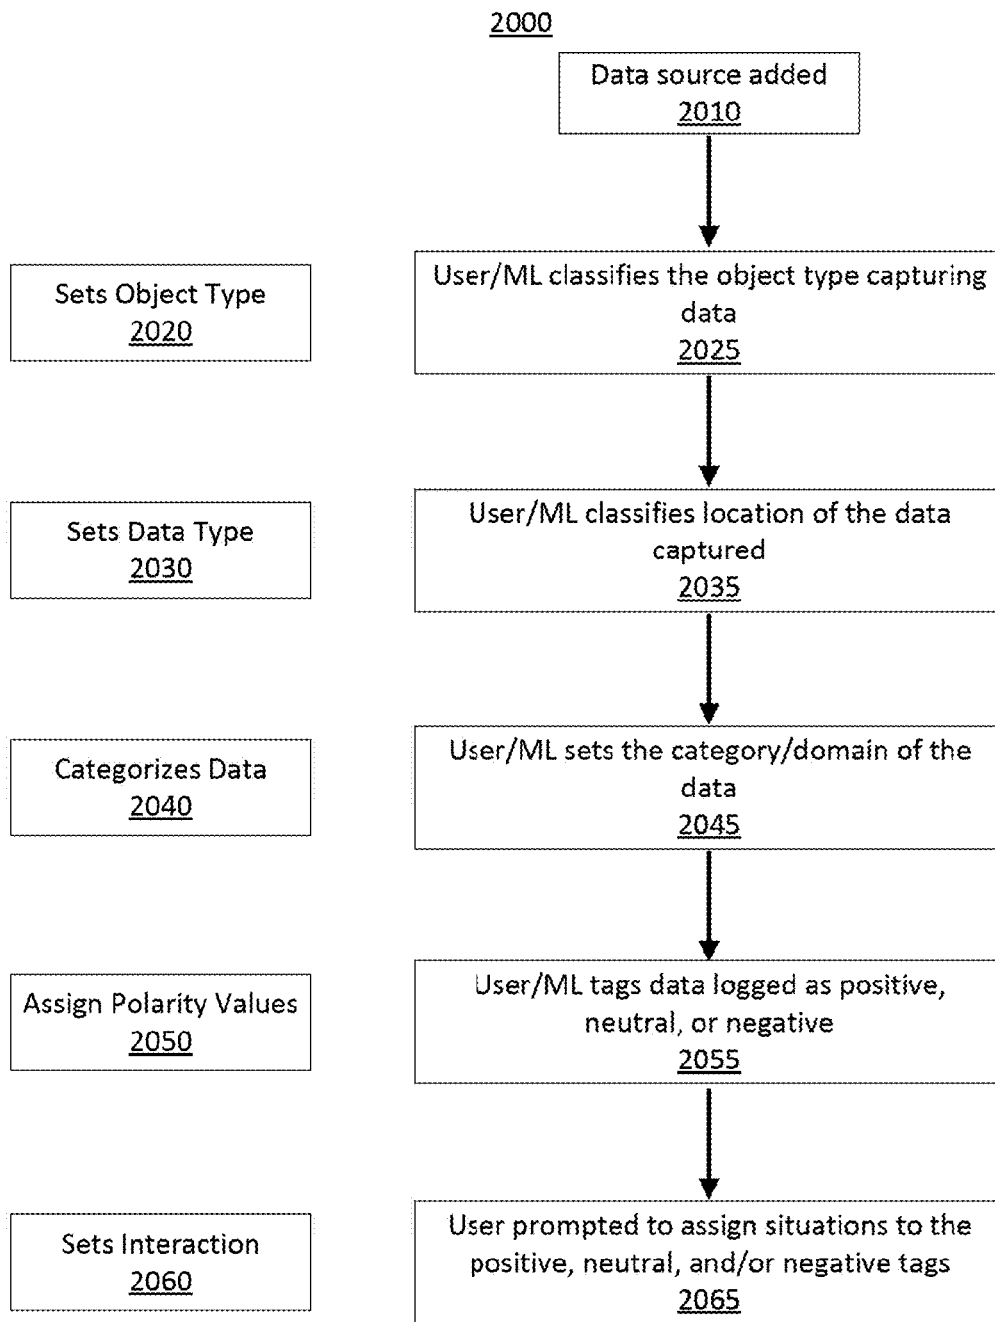 2000
Data source added
2010
Sets Object Type
2020
User/ML classifies the object type capturing
data
2025
Sets Data Type
2030
User/ML classifies location of the data
captured
2035
Categorizes Data
2040
User/ML sets the category/domain of the
data
2045
Assign Polarity Values
2050
User/ML tags data logged as positive,
neutral, or negative
2055
Sets Interaction
2060
User prompted to assign situations to the
positive, neutral, and/or negative tags
2065